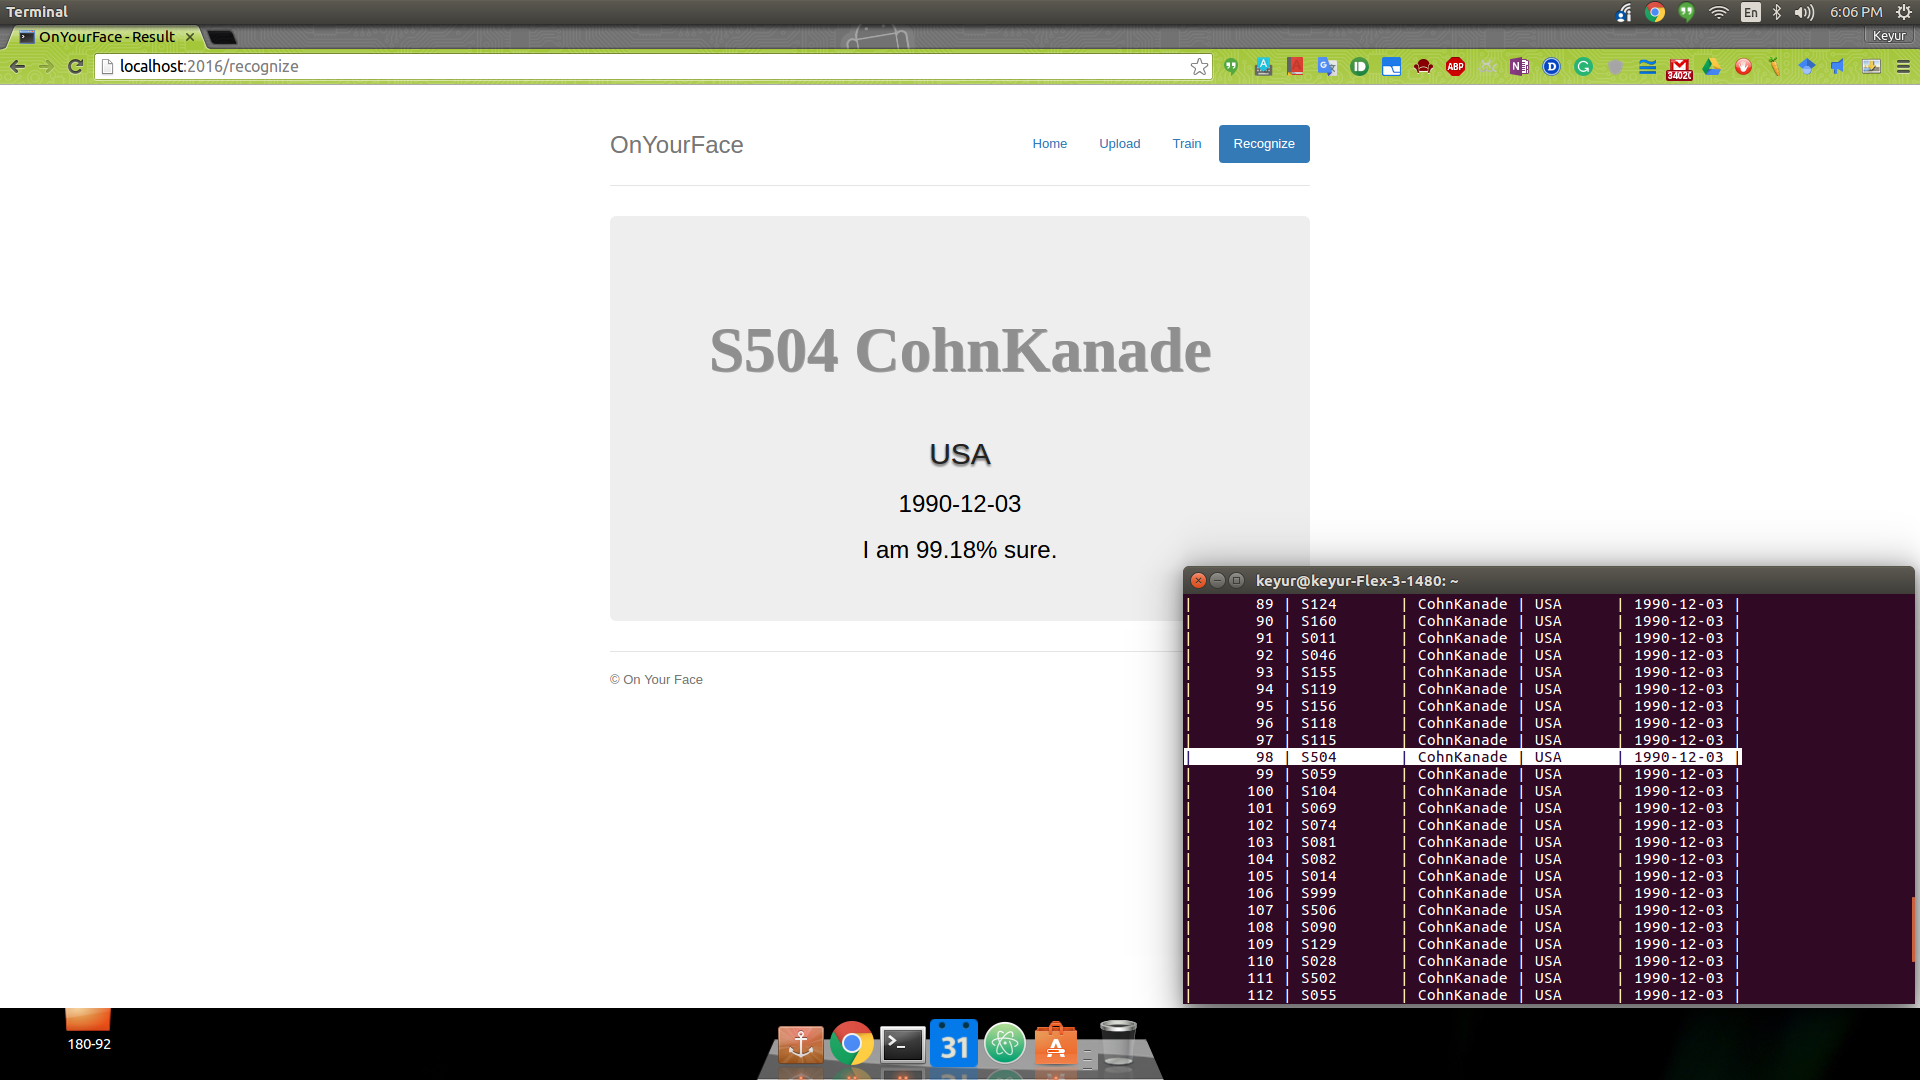 Terminal
En
6:06 PM
OnYourFace - Result
Keyur
localhost:2016/recognize
ABP
34020
OnYourFace
Home
Upload
Train
Recognize
S504 CohnKanade
USA
1990-12-03
I am 99.18% sure.
© On Your Face
keyur@keyur-Flex-3-1480: ~
| 89 | S124 | CohnKanade | USA | 1990-12-03 |
| 90 | S160 | CohnKanade | USA | 1990-12-03 |
| 91 | S011 | CohnKanade | USA | 1990-12-03 |
| 92 | S046 | CohnKanade | USA | 1990-12-03 |
| 93 | S155 | CohnKanade | USA | 1990-12-03 |
| 94 | S119 | CohnKanade | USA | 1990-12-03 |
| 95 | S156 | CohnKanade | USA | 1990-12-03 |
| 96 | S118 | CohnKanade | USA | 1990-12-03 |
| 97 | S115 | CohnKanade | USA | 1990-12-03 |
| 98 | S504 | CohnKanade | USA | 1990-12-03 |
| 99 | S059 | CohnKanade | USA | 1990-12-03 |
| 100 | S104 | CohnKanade | USA | 1990-12-03 |
| 101 | S069 | CohnKanade | USA | 1990-12-03 |
| 102 | S074 | CohnKanade | USA | 1990-12-03 |
| 103 | S081 | CohnKanade | USA | 1990-12-03 |
| 104 | S082 | CohnKanade | USA | 1990-12-03 |
| 105 | S014 | CohnKanade | USA | 1990-12-03 |
| 106 | S999 | CohnKanade | USA | 1990-12-03 |
| 107 | S506 | CohnKanade | USA | 1990-12-03 |
| 108 | S090 | CohnKanade | USA | 1990-12-03 |
| 109 | S129 | CohnKanade | USA | 1990-12-03 |
| 110 | S028 | CohnKanade | USA | 1990-12-03 |
| 111 | S502 | CohnKanade | USA | 1990-12-03 |
| 112 | S055 | CohnKanade | USA | 1990-12-03 |
180-92
31